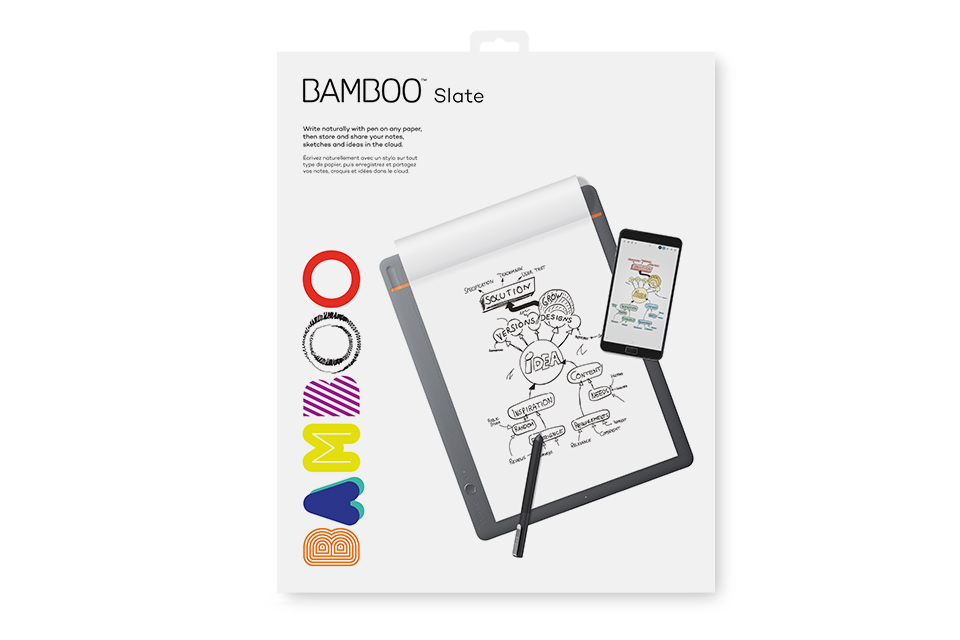 BAMBOO™ Slate
Write naturally with pen on any paper,
then store and share your notes,
sketches and ideas in the cloud.
Écrivez naturellement avec un stylo sur tout
type de papier, puis enregistrez et partagez
vos notes, croquis et idées dans le cloud.
BAMBOO
SPECIFICATION TRADEMARK USER TEST
SOLUTION
GROW
VERSIONS DESIGNS
IDEA
CONTENT
NEEDS
INSPIRATION
RANDOM
REQUIREMENTS
RELEVANCE